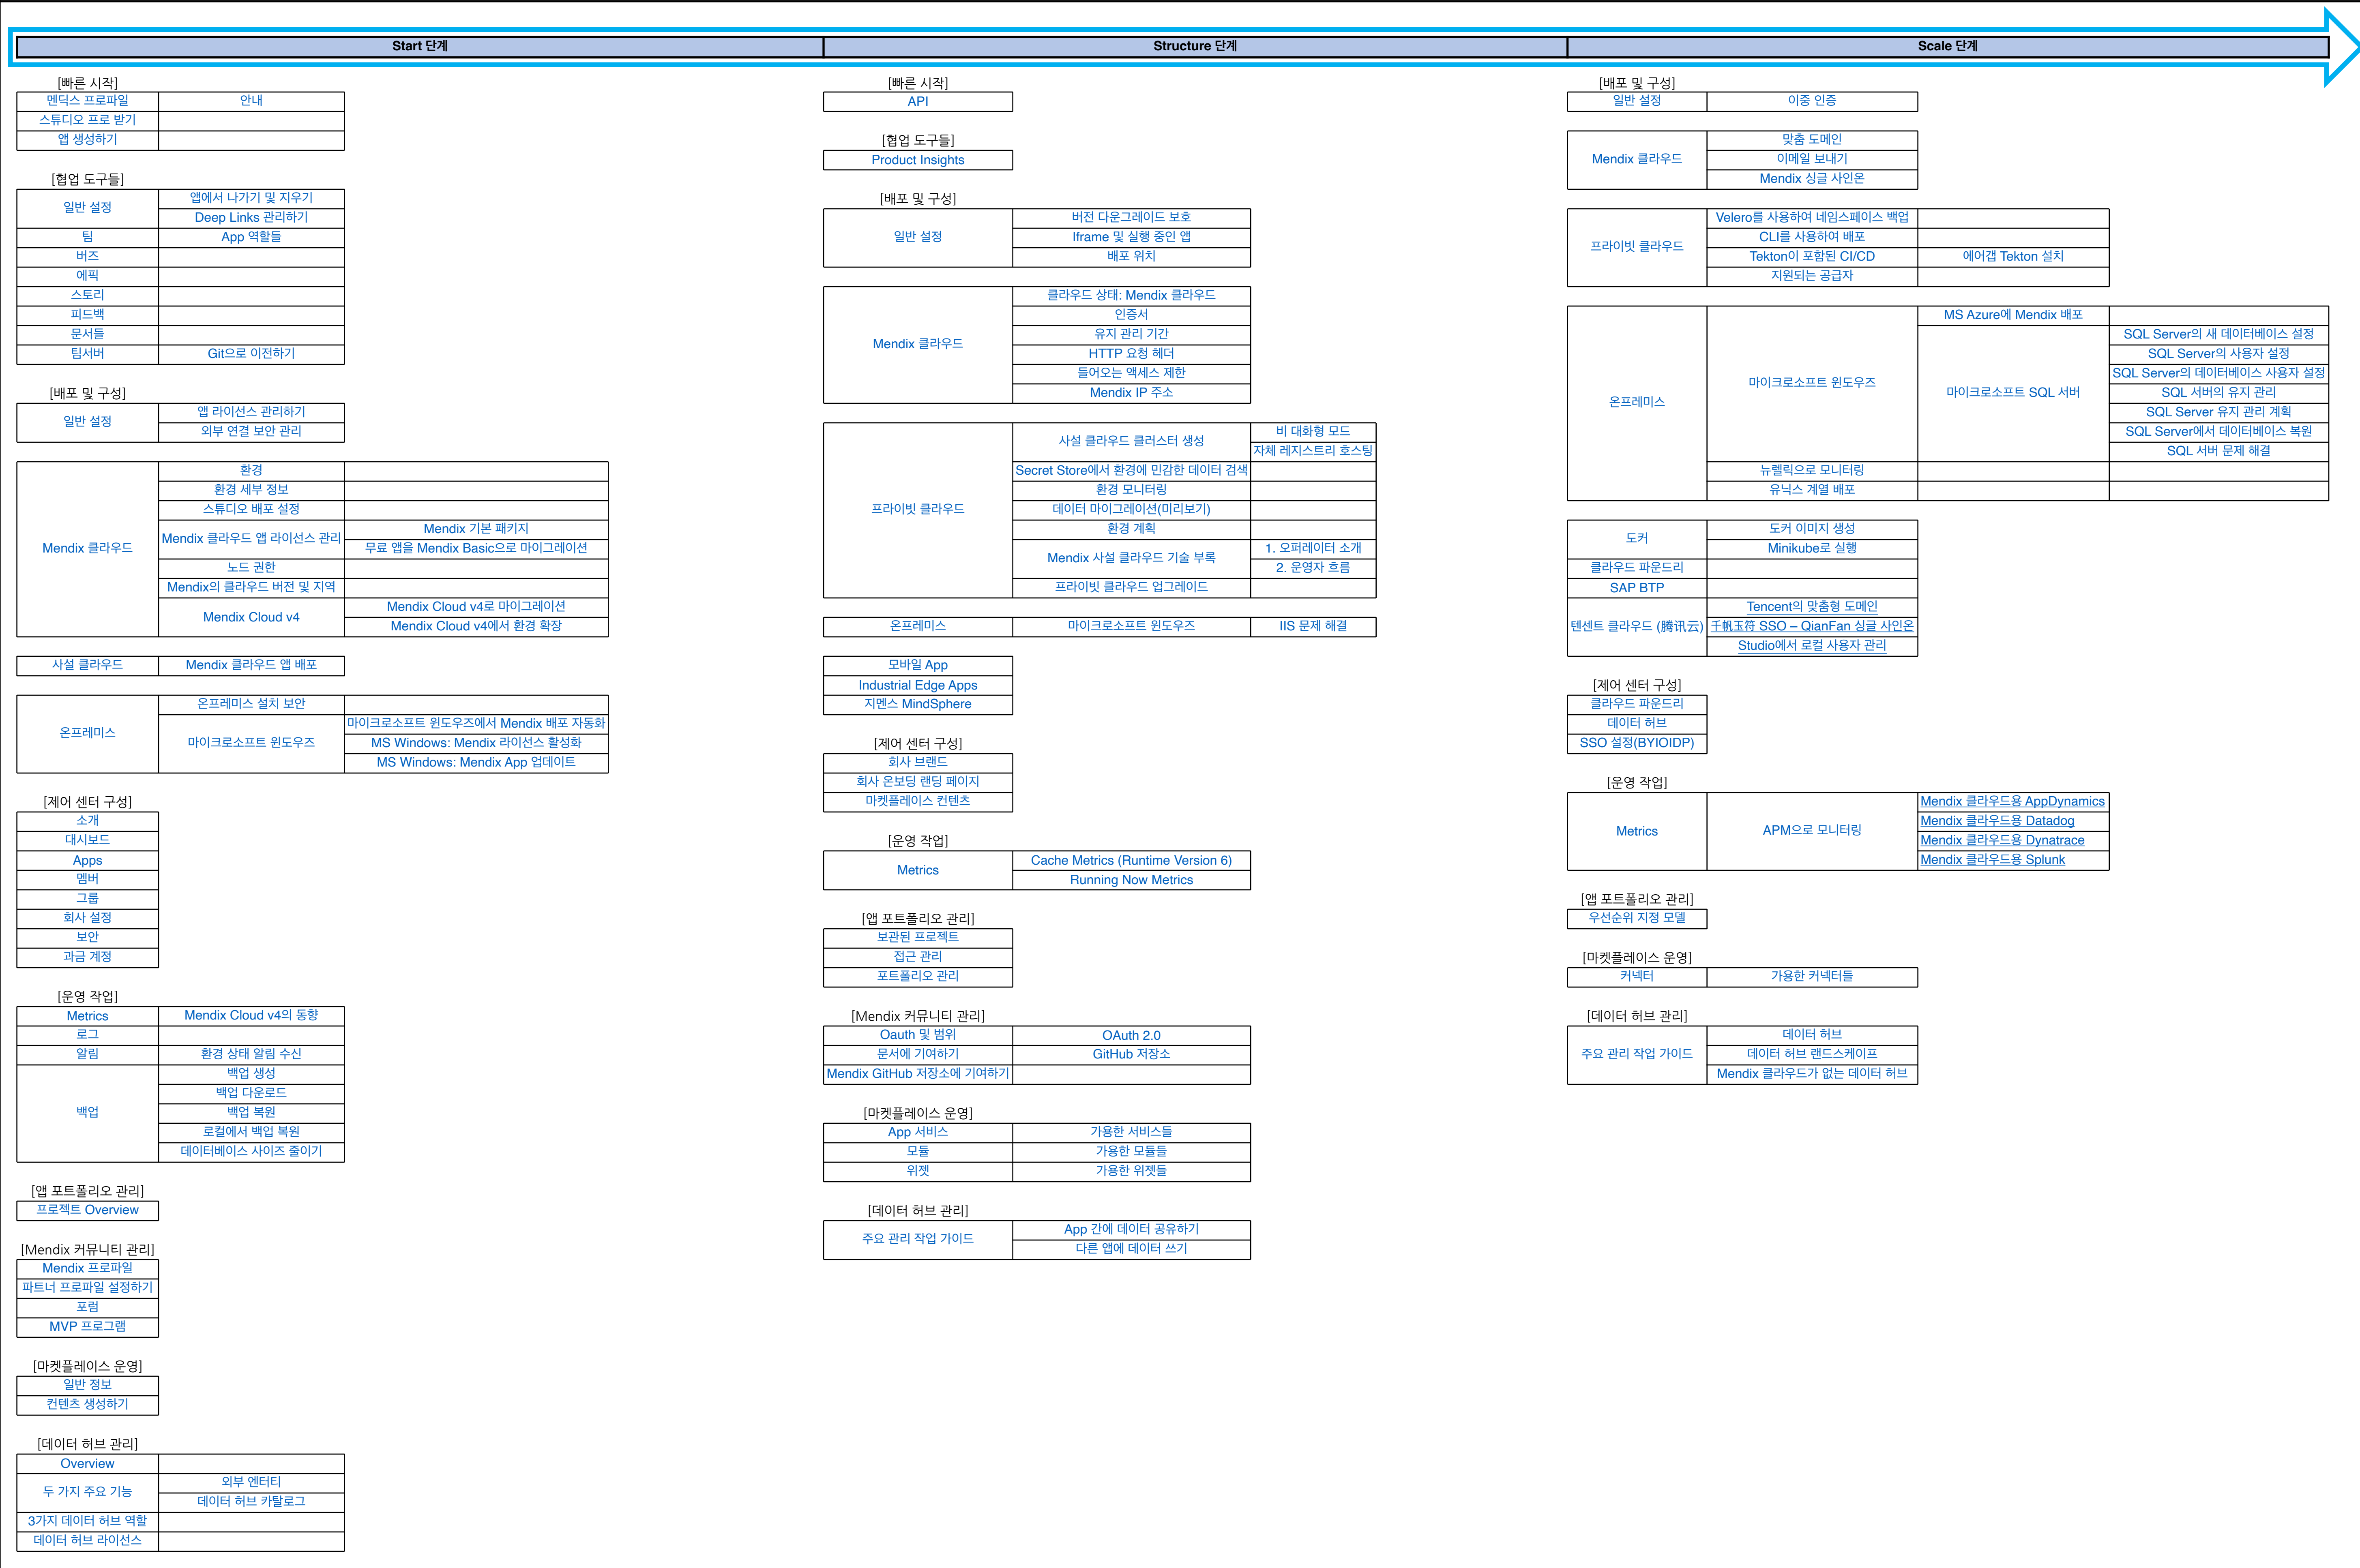 Start 단계
Structure 단계
Scale 단계
[빠른 시작]
멘딕스 프로파일 안내
스튜디오 프로 받기
앱 생성하기
[협업 도구들]
일반 설정
앱에서 나가기 및 지우기
Deep Links 관리하기
팀 App 역할들
버즈
에픽
스토리
피드백
문서들
팀서버 Git으로 이전하기
[배포 및 구성]
일반 설정
앱 라이선스 관리하기
외부 연결 보안 관리
Mendix 클라우드
환경
환경 세부 정보
스튜디오 배포 설정
Mendix 클라우드 앱 라이선스 관리
Mendix 기본 패키지
무료 앱을 Mendix Basic으로 마이그레이션
노드 권한
Mendix의 클라우드 버전 및 지역
Mendix Cloud v4
Mendix Cloud v4로 마이그레이션
Mendix Cloud v4에서 환경 확장
사설 클라우드 Mendix 클라우드 앱 배포
온프레미스
온프레미스 설치 보안
마이크로소프트 윈도우즈
마이크로소프트 윈도우즈에서 Mendix 배포 자동화
MS Windows: Mendix 라이선스 활성화
MS Windows: Mendix App 업데이트
[제어 센터 구성]
소개
대시보드
Apps
멤버
그룹
회사 설정
보안
과금 계정
[운영 작업]
Metrics Mendix Cloud v4의 동향
로그
알림 환경 상태 알림 수신
백업
백업 생성
백업 다운로드
백업 복원
로컬에서 백업 복원
데이터베이스 사이즈 줄이기
[앱 포트폴리오 관리]
프로젝트 Overview
[Mendix 커뮤니티 관리]
Mendix 프로파일
파트너 프로파일 설정하기
포럼
MVP 프로그램
[마켓플레이스 운영]
일반 정보
컨텐츠 생성하기
[데이터 허브 관리]
Overview
두 가지 주요 기능
외부 엔터티
데이터 허브 카탈로그
3가지 데이터 허브 역할
데이터 허브 라이선스
[빠른 시작]
API
[협업 도구들]
Product Insights
[배포 및 구성]
일반 설정
버전 다운그레이드 보호
Iframe 및 실행 중인 앱
배포 위치
Mendix 클라우드
클라우드 상태: Mendix 클라우드
인증서
유지 관리 기간
HTTP 요청 헤더
들어오는 액세스 제한
Mendix IP 주소
프라이빗 클라우드
사설 클라우드 클러스터 생성
비 대화형 모드
자체 레지스트리 호스팅
Secret Store에서 환경에 민감한 데이터 검색
환경 모니터링
데이터 마이그레이션(미리보기)
환경 계획
Mendix 사설 클라우드 기술 부록
1. 오퍼레이터 소개
2. 운영자 흐름
프라이빗 클라우드 업그레이드
온프레미스 마이크로소프트 윈도우즈 IIS 문제 해결
모바일 App
Industrial Edge Apps
지멘스 MindSphere
[제어 센터 구성]
회사 브랜드
회사 온보딩 랜딩 페이지
마켓플레이스 컨텐츠
[운영 작업]
Metrics
Cache Metrics (Runtime Version 6)
Running Now Metrics
[앱 포트폴리오 관리]
보관된 프로젝트
접근 관리
포트폴리오 관리
[Mendix 커뮤니티 관리]
Oauth 및 범위 OAuth 2.0
문서에 기여하기 GitHub 저장소
Mendix GitHub 저장소에 기여하기
[마켓플레이스 운영]
App 서비스 가용한 서비스들
모듈 가용한 모듈들
위젯 가용한 위젯들
[데이터 허브 관리]
주요 관리 작업 가이드
App 간에 데이터 공유하기
다른 앱에 데이터 쓰기
[배포 및 구성]
일반 설정 이중 인증
Mendix 클라우드
맞춤 도메인
이메일 보내기
Mendix 싱글 사인온
프라이빗 클라우드
Velero를 사용하여 네임스페이스 백업
CLI를 사용하여 배포
Tekton이 포함된 CI/CD 에어갭 Tekton 설치
지원되는 공급자
온프레미스
마이크로소프트 윈도우즈
MS Azure에 Mendix 배포
마이크로소프트 SQL 서버
SQL Server의 새 데이터베이스 설정
SQL Server의 사용자 설정
SQL Server의 데이터베이스 사용자 설정
SQL 서버의 유지 관리
SQL Server 유지 관리 계획
SQL Server에서 데이터베이스 복원
SQL 서버 문제 해결
뉴렐릭으로 모니터링
유닉스 계열 배포
도커
도커 이미지 생성
Minikube로 실행
클라우드 파운드리
SAP BTP
텐센트 클라우드 (腾讯云)
Tencent의 맞춤형 도메인
千帆玉符 SSO – QianFan 싱글 사인온
Studio에서 로컬 사용자 관리
[제어 센터 구성]
클라우드 파운드리
데이터 허브
SSO 설정(BYIOIDP)
[운영 작업]
Metrics
APM으로 모니터링
Mendix 클라우드용 AppDynamics
Mendix 클라우드용 Datadog
Mendix 클라우드용 Dynatrace
Mendix 클라우드용 Splunk
[앱 포트폴리오 관리]
우선순위 지정 모델
[마켓플레이스 운영]
커넥터 가용한 커넥터들
[데이터 허브 관리]
주요 관리 작업 가이드
데이터 허브
데이터 허브 랜드스케이프
Mendix 클라우드가 없는 데이터 허브